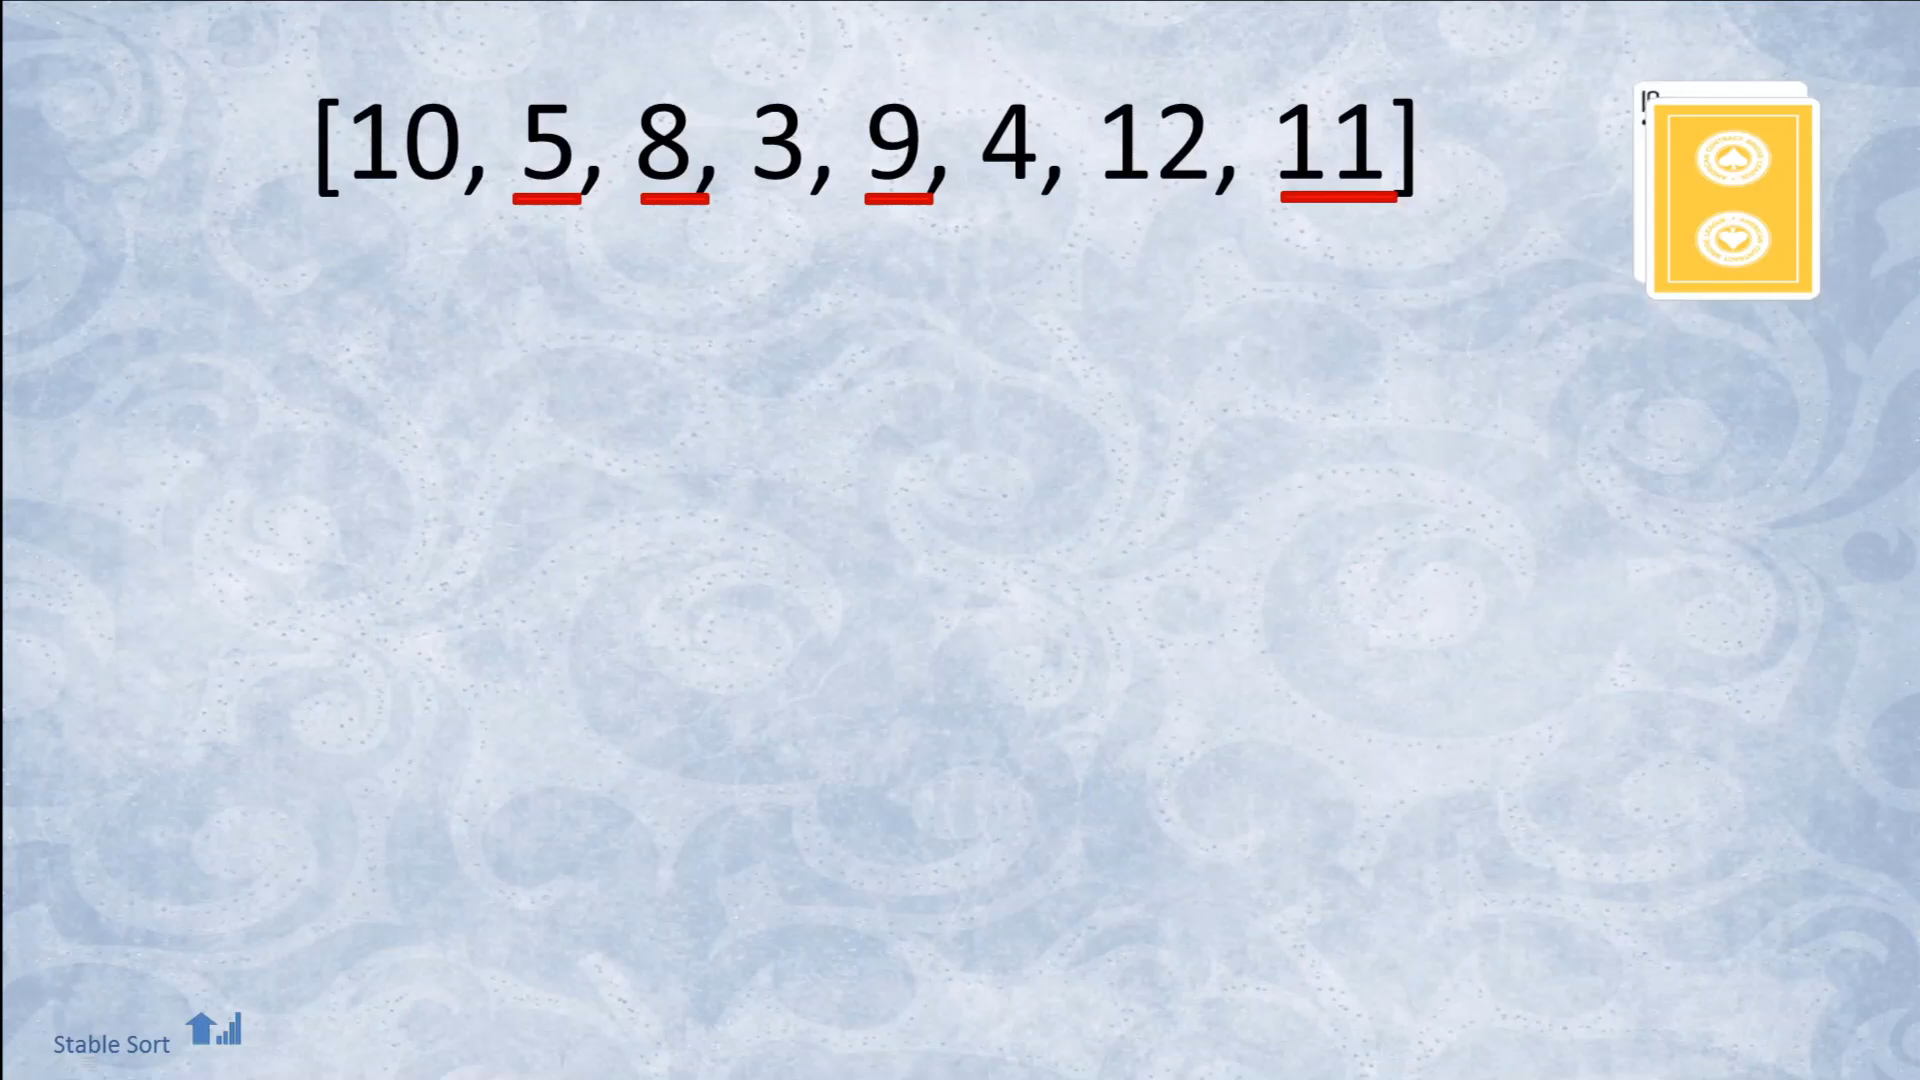 [10, 5, 8, 3, 9, 4, 12, 11]
Stable Sort